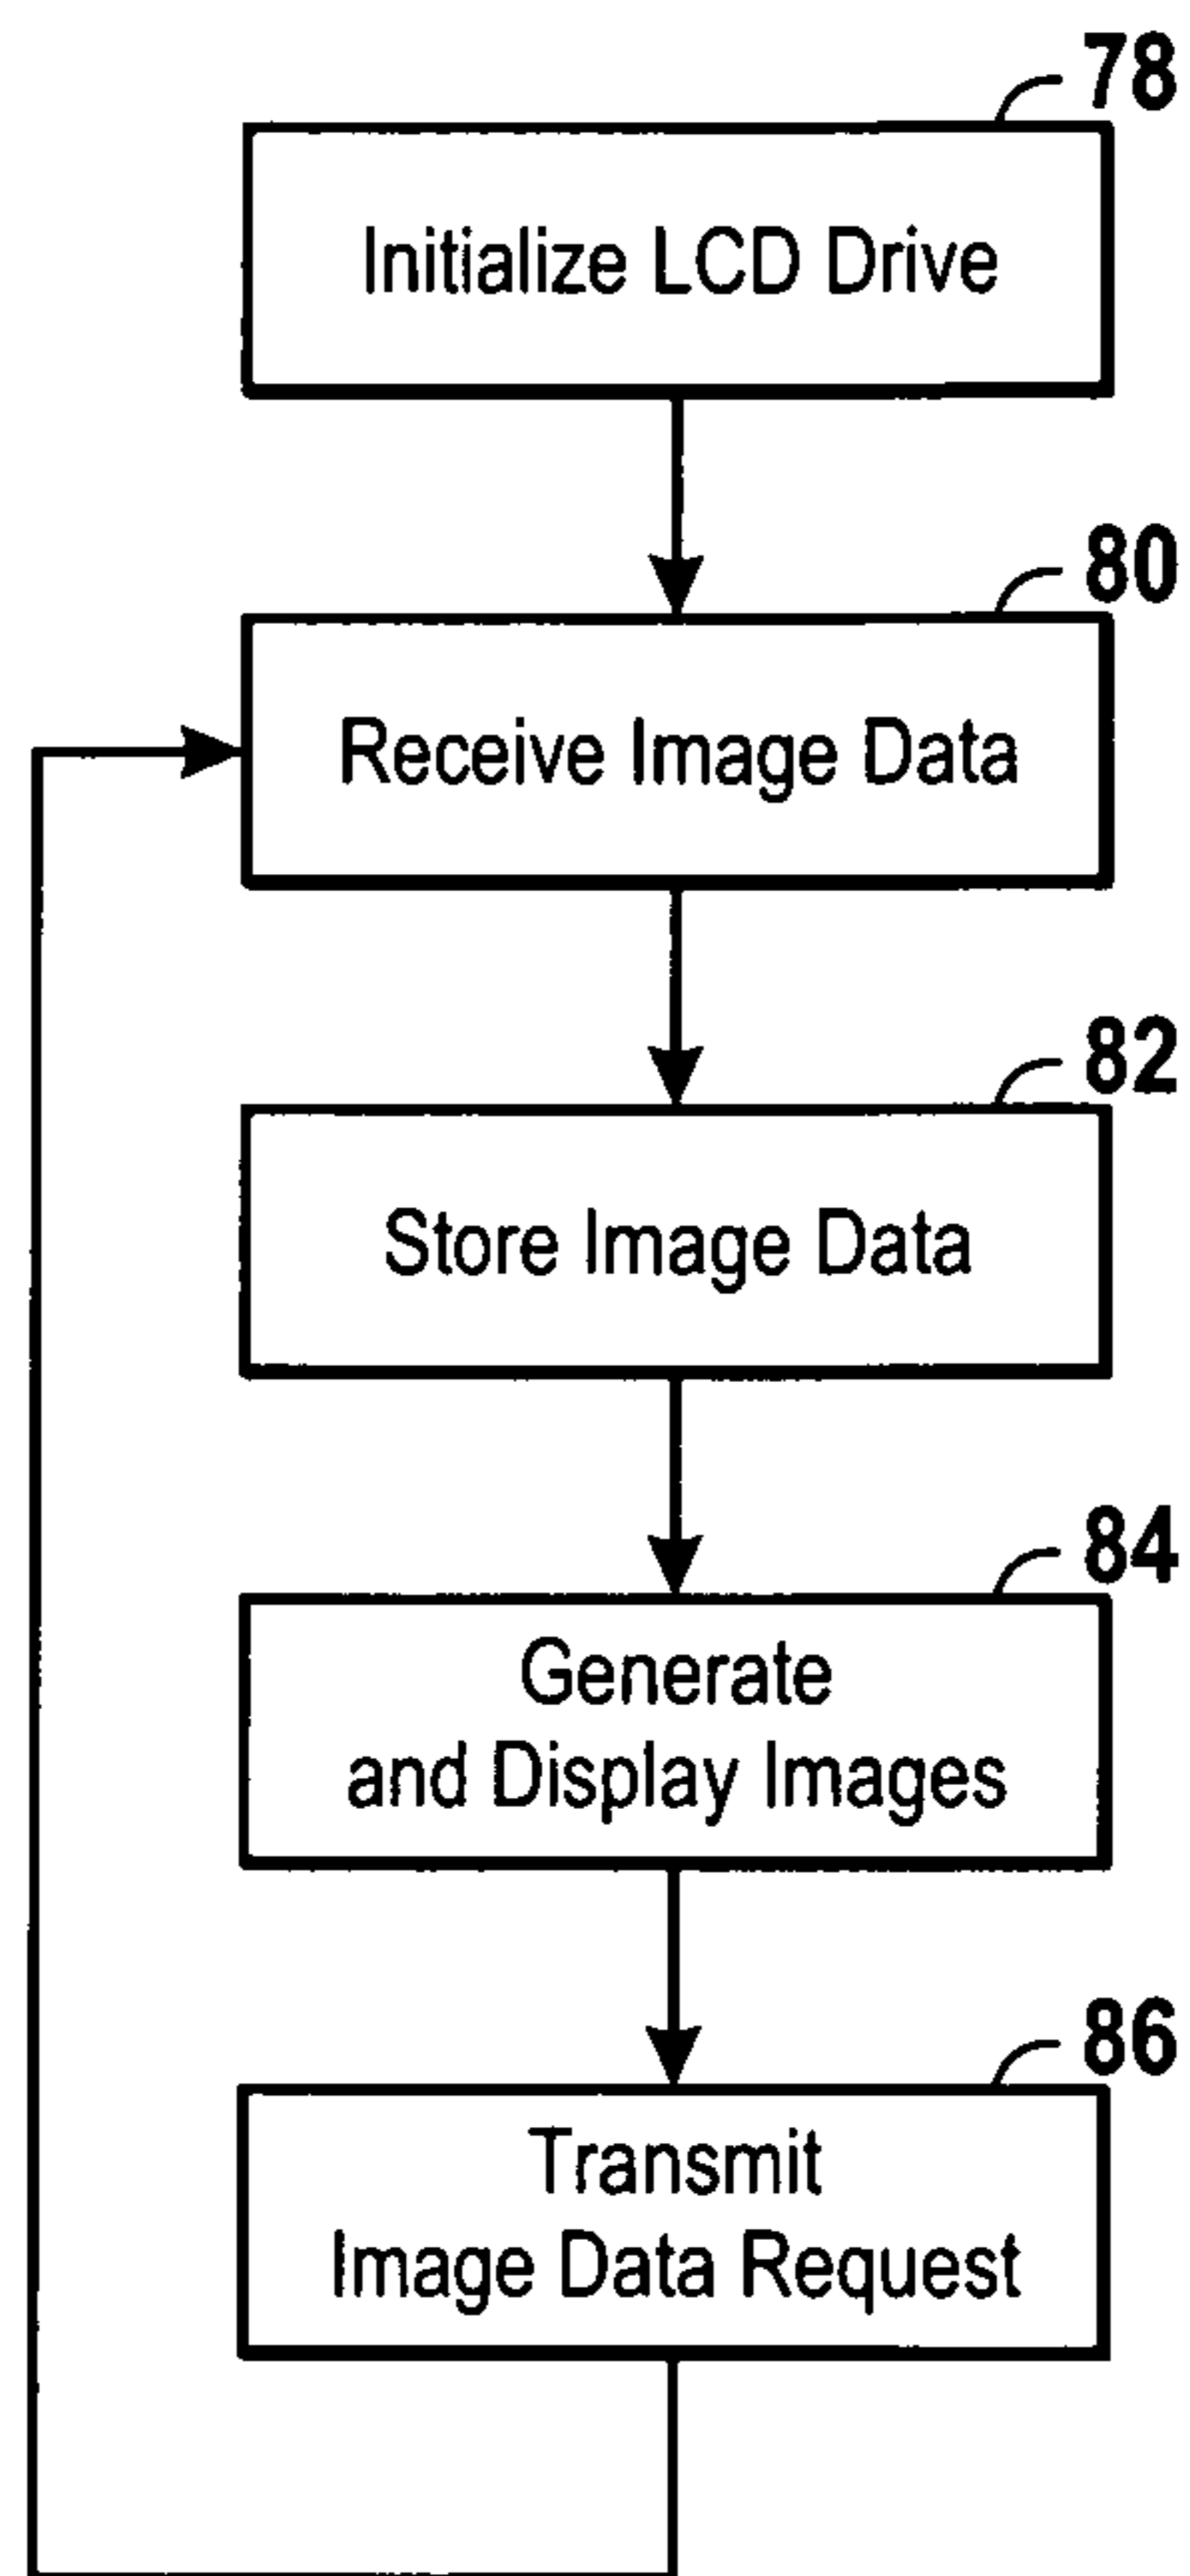 78
Initialize LCD Drive
80
Receive Image Data
82
Store Image Data
84
Generate
and Display Images
86
Transmit
Image Data Request